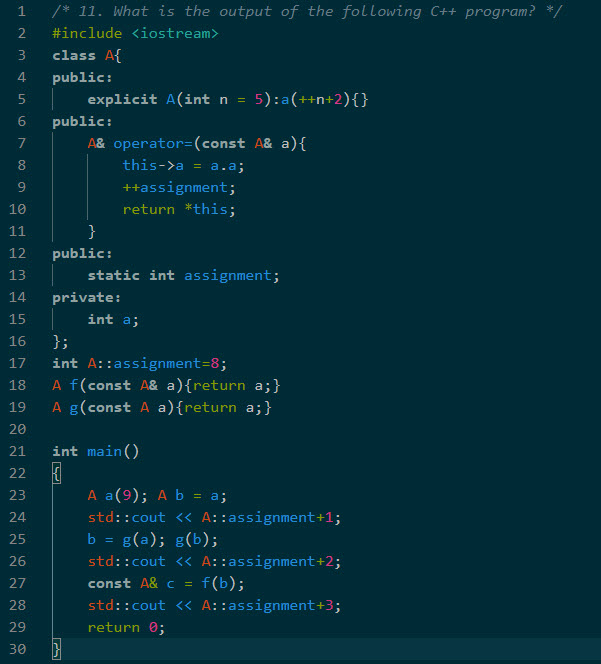 1 /* 11. What is the output of the following C++ program? */
2 #include <iostream>
3 class A{
4 public:
5     explicit A(int n = 5):a(++n+2){}
6 public:
7     A& operator=(const A& a){
8         this->a = a.a;
9         ++assignment;
10         return *this;
11     }
12 public:
13     static int assignment;
14 private:
15     int a;
16 };
17 int A::assignment=8;
18 A f(const A& a){return a;}
19 A g(const A a){return a;}
20
21 int main()
22 {
23     A a(9); A b = a;
24     std::cout << A::assignment+1;
25     b = g(a); g(b);
26     std::cout << A::assignment+2;
27     const A& c = f(b);
28     std::cout << A::assignment+3;
29     return 0;
30 }